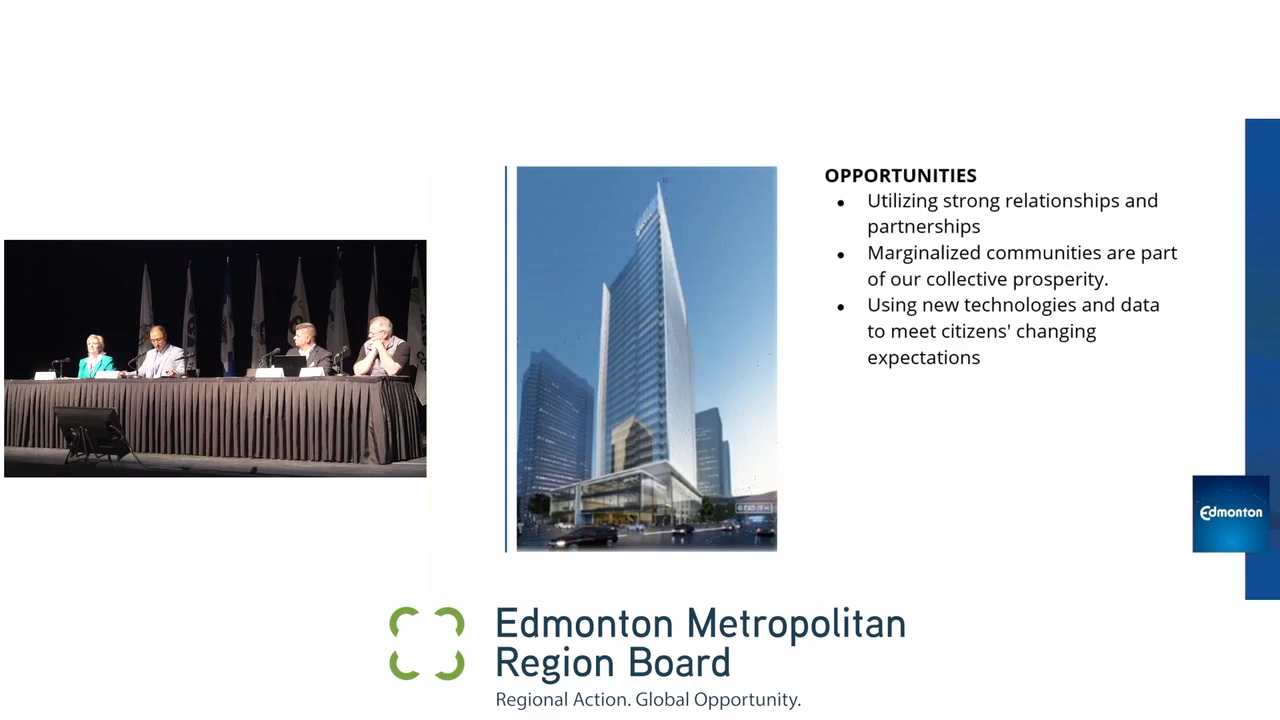 OPPORTUNITIES
• Utilizing strong relationships and
partnerships
• Marginalized communities are part
of our collective prosperity.
• Using new technologies and data
to meet citizens' changing
expectations
Edmonton
Edmonton Metropolitan
Region Board
Regional Action. Global Opportunity.